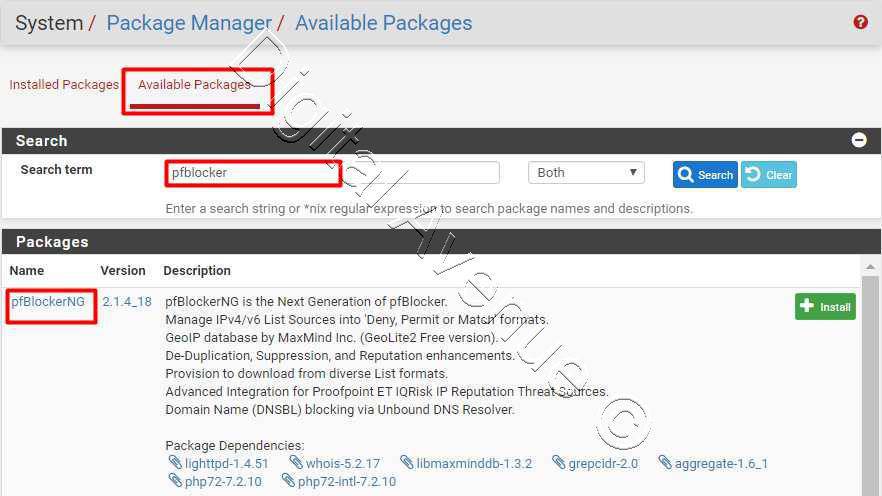 System / Package Manager / Available Packages
Installed Packages Available Packages
Search
Search term pfblocker Both Search Clear
Enter a search string or *nix regular expression to search package names and descriptions.
Packages
Name Version Description
pfBlockerNG 2.1.4_18 pfBlockerNG is the Next Generation of pfBlocker. Install
Manage IPv4/v6 List Sources into 'Deny, Permit or Match' formats.
GeoIP database by MaxMind Inc. (GeoLite2 Free version).
De-Duplication, Suppression, and Reputation enhancements.
Provision to download from diverse List formats.
Advanced Integration for Proofpoint ET IQRisk IP Reputation Threat Sources.
Domain Name (DNSBL) blocking via Unbound DNS Resolver.
Package Dependencies:
lighttpd-1.4.51 whois-5.2.17 libmaxminddb-1.3.2 grepcidr-2.0 aggregate-1.6_1
php72-7.2.10 php72-intl-7.2.10
DigitalAvenue ©